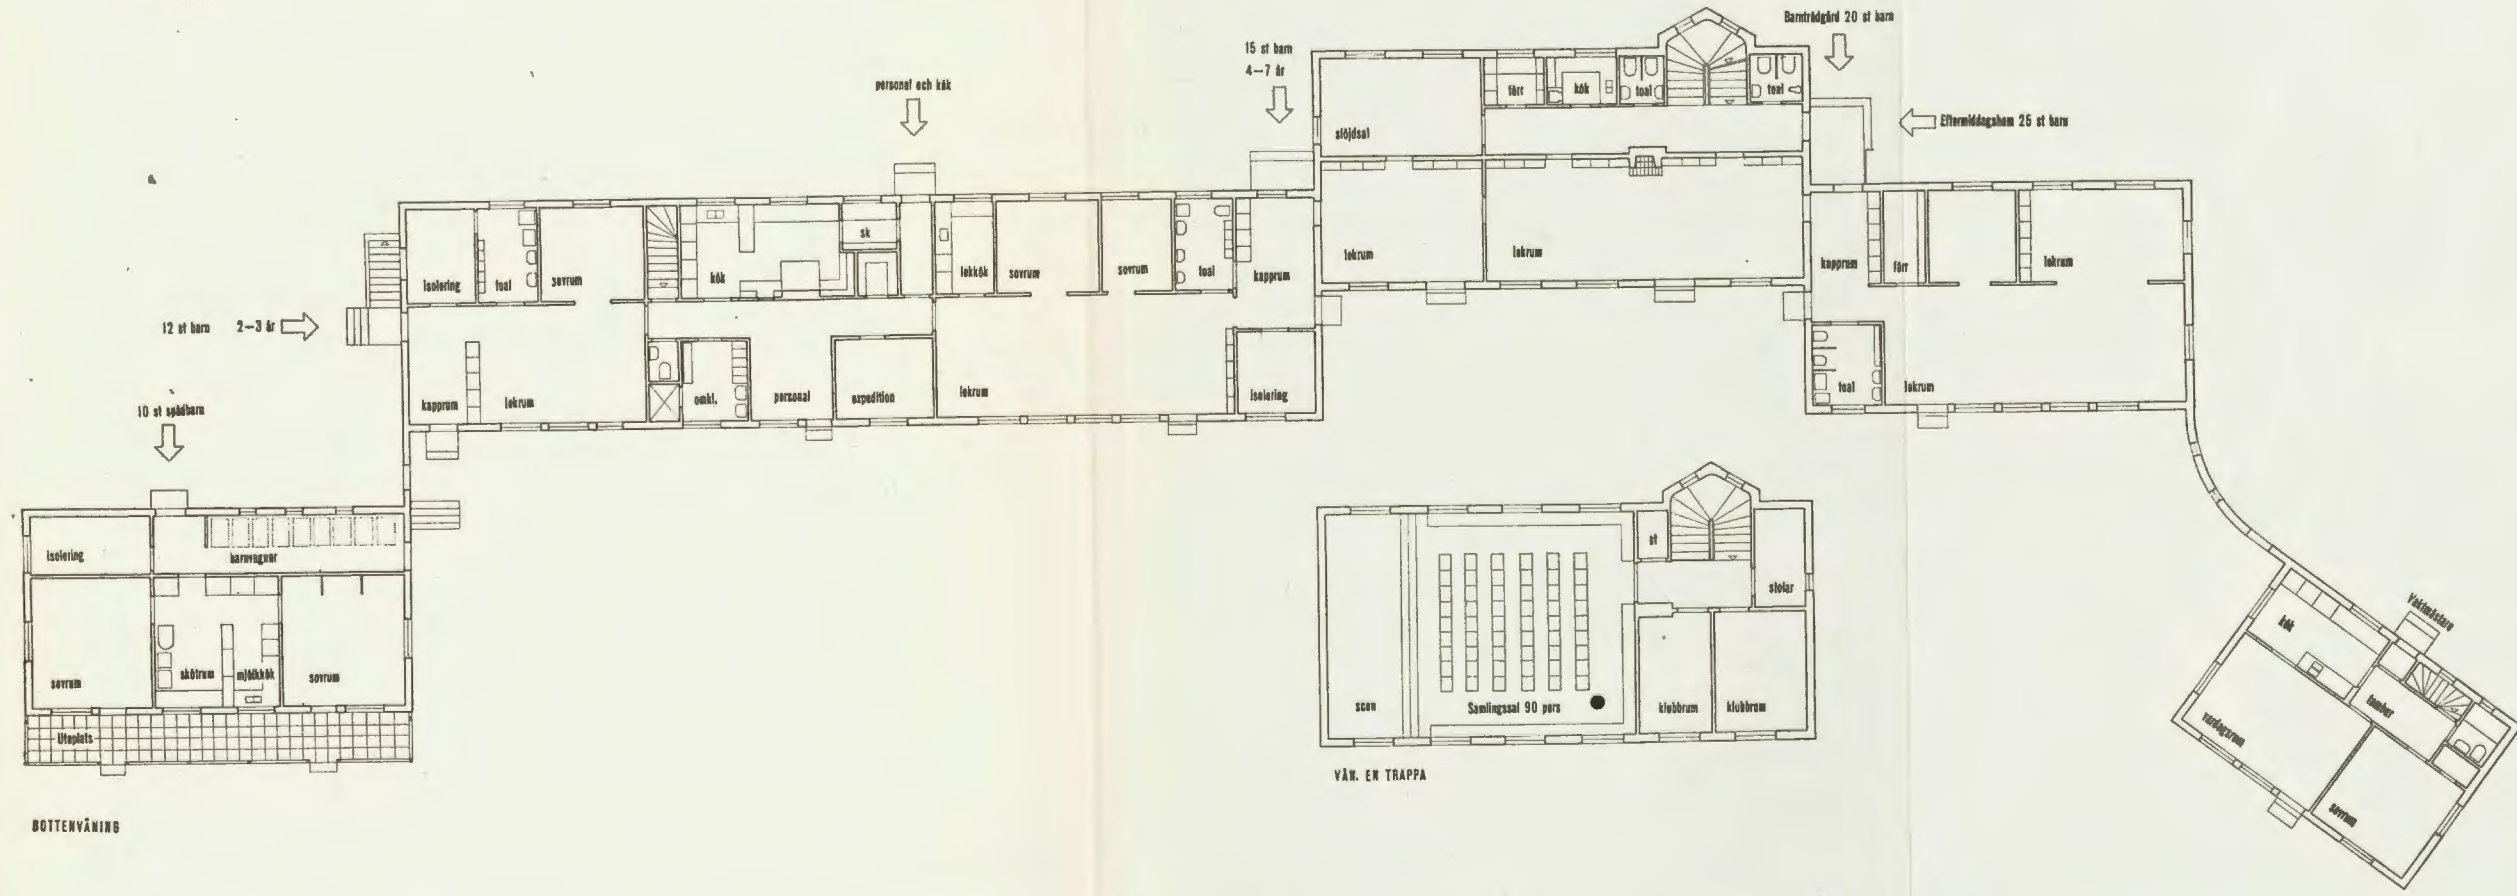 Barnträdgård 20 st barn
15 st barn
4–7 år
personal och kök
Eftermiddagshem 25 st barn
förr
kök
toal
toal
slöjdsal
lekrum
lekrum
sk
isolering
toal
sovrum
kök
lekkök
sovrum
sovrum
toal
kapprum
kapprum
förr
lekrum
12 st barn 2–3 år
kapprum
lekrum
omkl.
personal
expedition
lekrum
isolering
toal
lekrum
10 st spädbarn
isolering
barnvagnar
sovrum
skötrum
mjölkkök
sovrum
Uteplats
BOTTENVÅNING
st
stolar
scen
Samlingssal 90 pers
klubbrum
klubbrum
VÅN. EN TRAPPA
Vaktmästare
kök
tambur
vardagsrum
sovrum